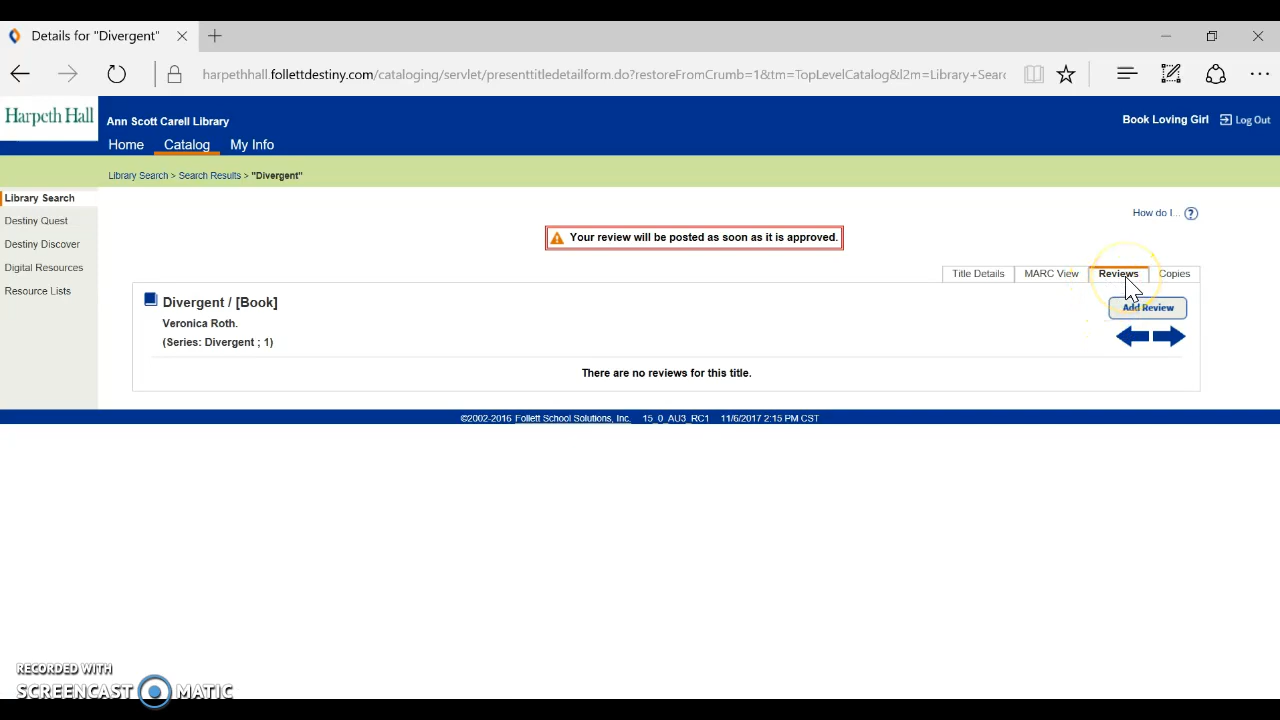 Details for "Divergent"
harpethhall.follettdestiny.com/cataloging/servlet/presenttitledetailform.do?restoreFromCrumb=1&tm=TopLevelCatalog&l2m=Library+Searc
Harpeth Hall
Ann Scott Carell Library
Book Loving Girl
Log Out
Home
Catalog
My Info
Library Search > Search Results > "Divergent"
Library Search
Destiny Quest
Destiny Discover
Digital Resources
Resource Lists
How do I... ?
Your review will be posted as soon as it is approved.
Title Details
MARC View
Reviews
Copies
Divergent / [Book]
Add Review
Veronica Roth.
(Series: Divergent ; 1)
There are no reviews for this title.
©2002-2016 Follett School Solutions, Inc. 15_0_AU3_RC1 11/6/2017 2:15 PM CST
RECORDED WITH
SCREENCAST MATIC